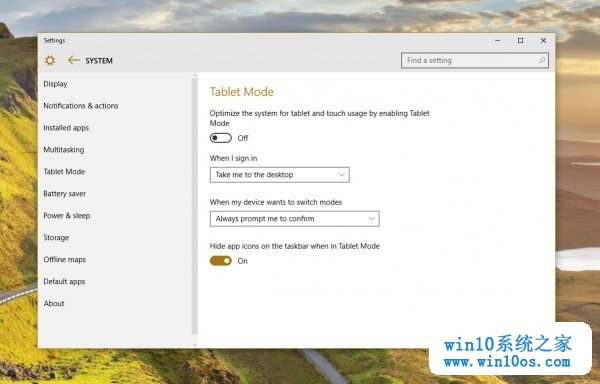 Settings
SYSTEM
Find a setting
Display
Notifications & actions
Installed apps
Multitasking
Tablet Mode
Battery saver
Power & sleep
Storage
Offline maps
Default apps
About
Tablet Mode
Optimize the system for tablet and touch usage by enabling Tablet
Mode
Off
When I sign in
Take me to the desktop
When my device wants to switch modes
Always prompt me to confirm
Hide app icons on the taskbar when in Tablet Mode
On
win10系统之家
www.win10os.com